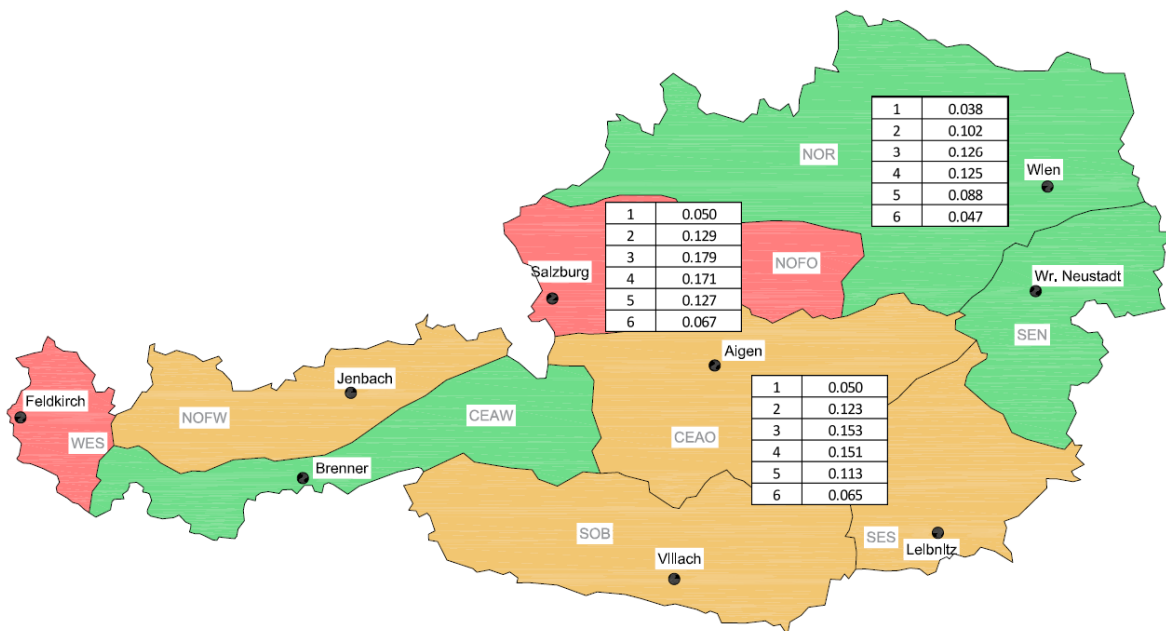 1 0.038
2 0.102
3 0.126
4 0.125
5 0.088
6 0.047
NOR
Wlen
1 0.050
2 0.129
3 0.179
4 0.171
5 0.127
6 0.067
Salzburg
NOFO
Wr. Neustadt
SEN
Aigen
Jenbach
Feldkirch
NOFW
WES
CEAW
CEAO
1 0.050
2 0.123
3 0.153
4 0.151
5 0.113
6 0.065
Brenner
SOB
SES
Lelbnltz
Vlllach